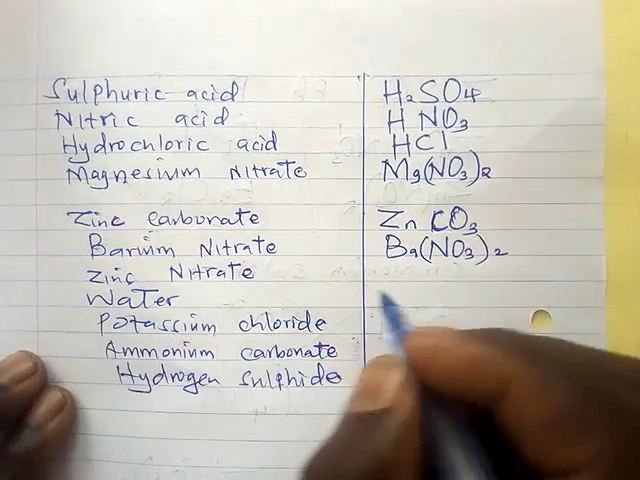 Sulphuric acid H₂SO₄
Nitric acid HNO₃
Hydrochloric acid HCl
Magnesium Nitrate Mg(NO₃)₂
Zinc carbonate ZnCO₃
Barium Nitrate Ba(NO₃)₂
Zinc Nitrate
Water
Potassium chloride
Ammonium carbonate
Hydrogen Sulphide